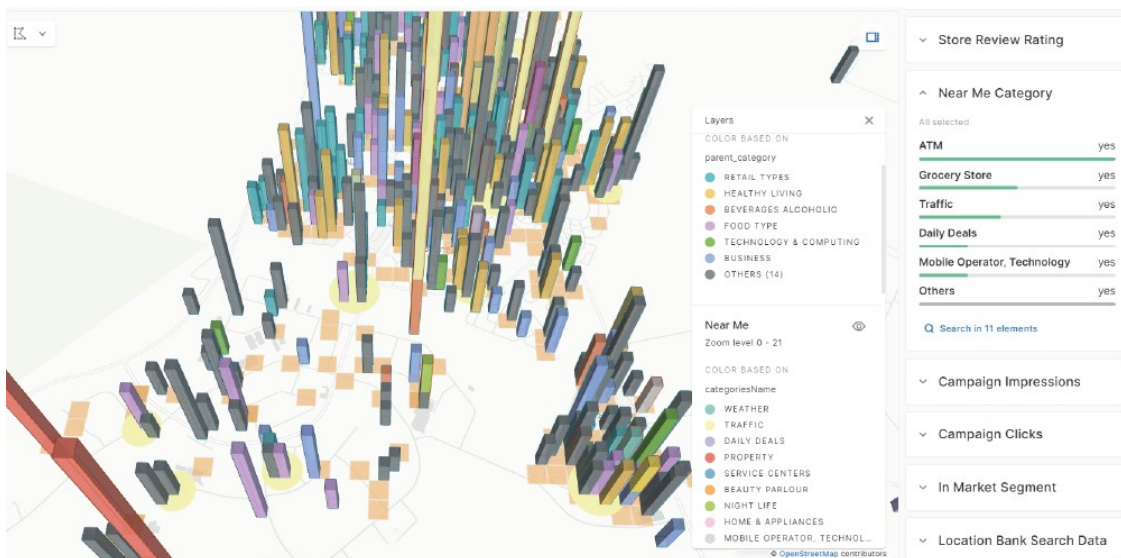 Layers
COLOR BASED ON
parent_category
RETAIL TYPES
HEALTHY LIVING
BEVERAGES ALCOHOLIC
FOOD TYPE
TECHNOLOGY & COMPUTING
BUSINESS
OTHERS (14)
Near Me
Zoom level 0 - 21
COLOR BASED ON
categoriesName
WEATHER
TRAFFIC
DAILY DEALS
PROPERTY
SERVICE CENTERS
BEAUTY PARLOUR
NIGHT LIFE
HOME & APPLIANCES
MOBILE OPERATOR, TECHNOL...
© OpenStreetMap contributors
Store Review Rating
Near Me Category
All selected
ATM yes
Grocery Store yes
Traffic yes
Daily Deals yes
Mobile Operator, Technology yes
Others yes
Search in 11 elements
Campaign Impressions
Campaign Clicks
In Market Segment
Location Bank Search Data